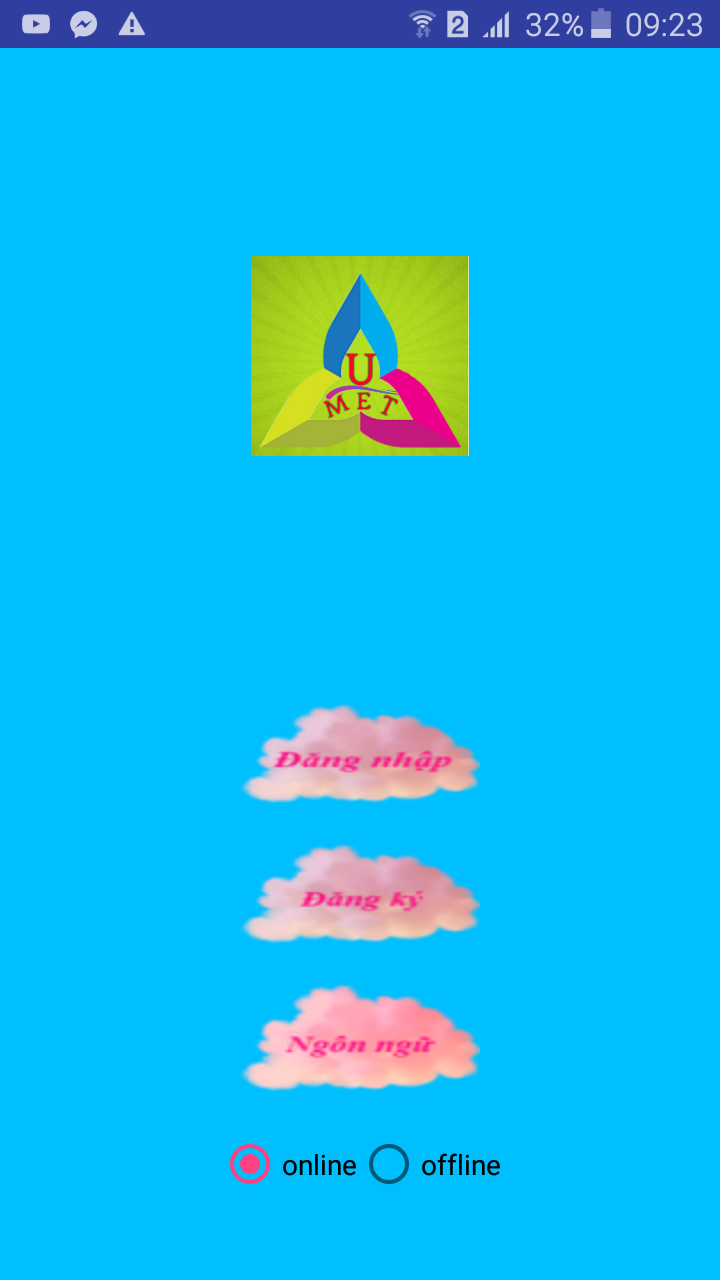 2 32% 09:23
U
MET
Đăng nhập
Đăng ký
Ngôn ngữ
online offline